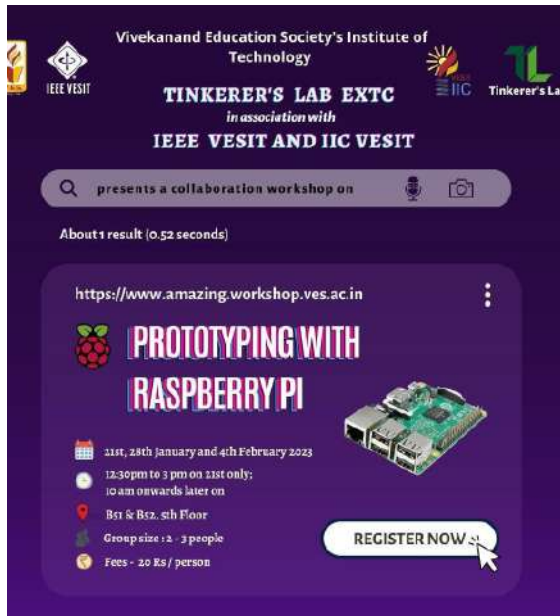 Vivekanand Education Society's Institute of
Technology
IEEE VESIT
IIC
Tinkerer's La
TINKERER'S LAB EXTC
in association with
IEEE VESIT AND IIC VESIT
presents a collaboration workshop on
About 1 result (0.52 seconds)
https://www.amazing.workshop.ves.ac.in
PROTOTYPING WITH
RASPBERRY PI
21st, 28th January and 4th February 2023
12:30pm to 3 pm on 21st only;
10 am onwards later on
B51 & B52, 5th Floor
Group size : 2 - 3 people
Fees - 20 Rs / person
REGISTER NOW